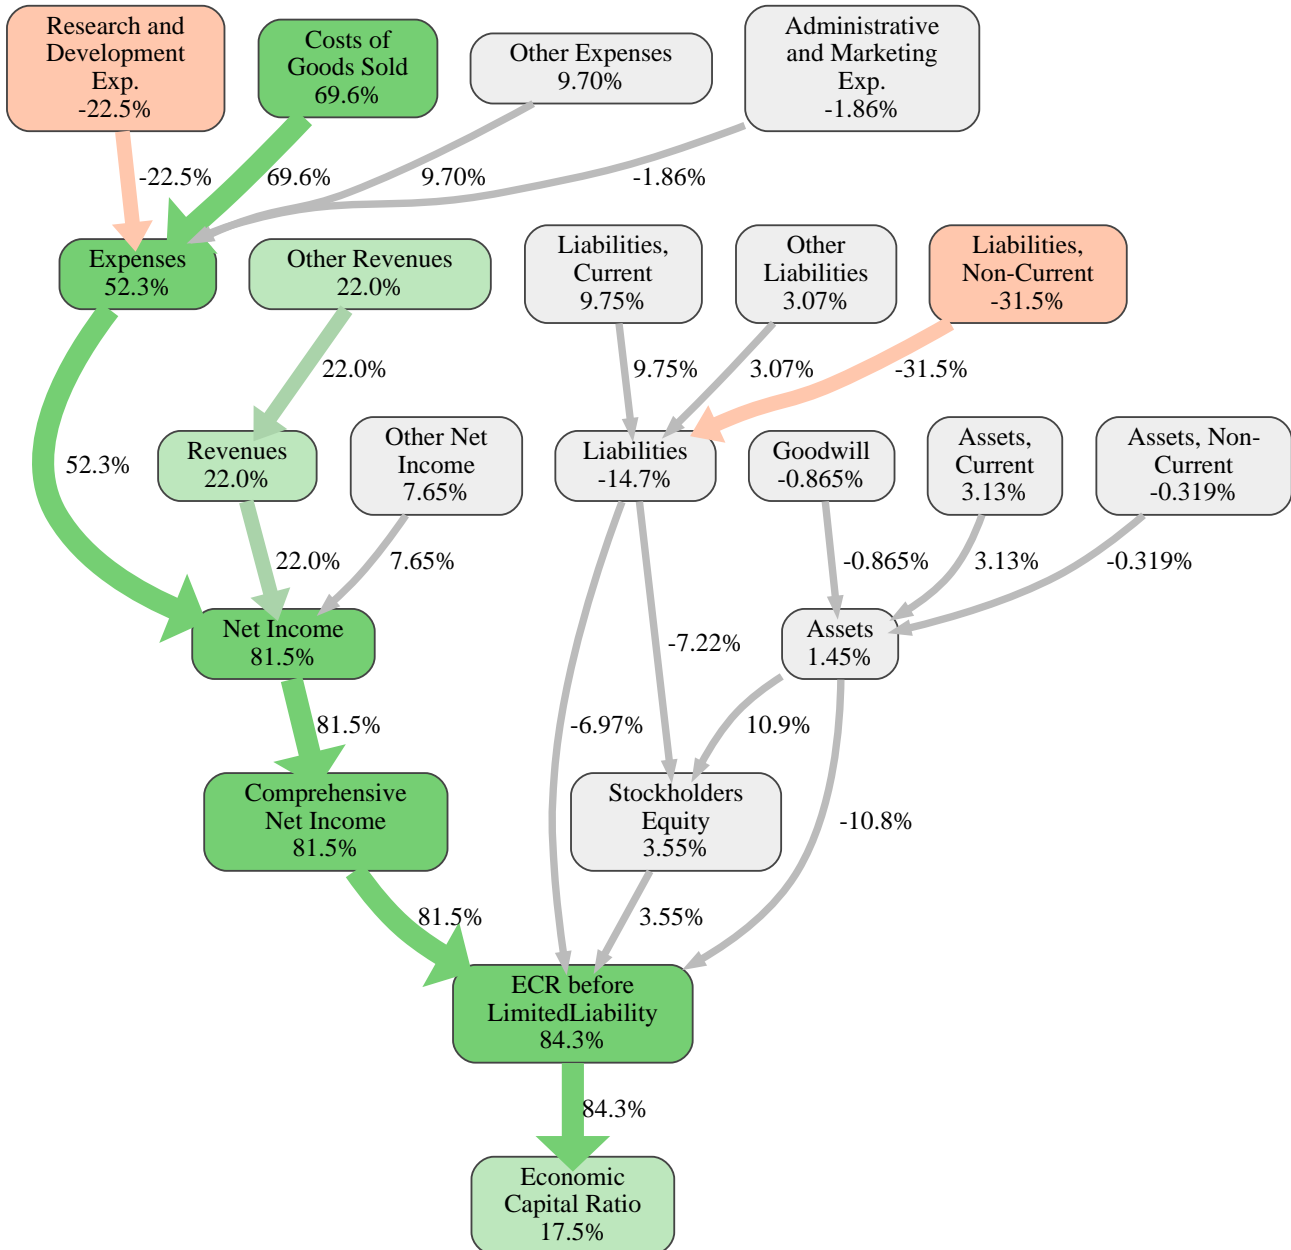 Research and
Development
Exp.
-22.5%
Costs of
Goods Sold
69.6%
Other Expenses
9.70%
Administrative
and Marketing
Exp.
-1.86%
-22.5%
69.6%
9.70%
-1.86%
Expenses
52.3%
Other Revenues
22.0%
Liabilities,
Current
9.75%
Other
Liabilities
3.07%
Liabilities,
Non-Current
-31.5%
22.0%
9.75%
3.07%
-31.5%
52.3%
Revenues
22.0%
Other Net
Income
7.65%
Liabilities
-14.7%
Goodwill
-0.865%
Assets,
Current
3.13%
Assets, Non-
Current
-0.319%
22.0%
7.65%
-0.865%
3.13%
-0.319%
Net Income
81.5%
-7.22%
Assets
1.45%
81.5%
-6.97%
10.9%
Comprehensive
Net Income
81.5%
Stockholders
Equity
3.55%
-10.8%
81.5%
3.55%
ECR before
LimitedLiability
84.3%
84.3%
Economic
Capital Ratio
17.5%